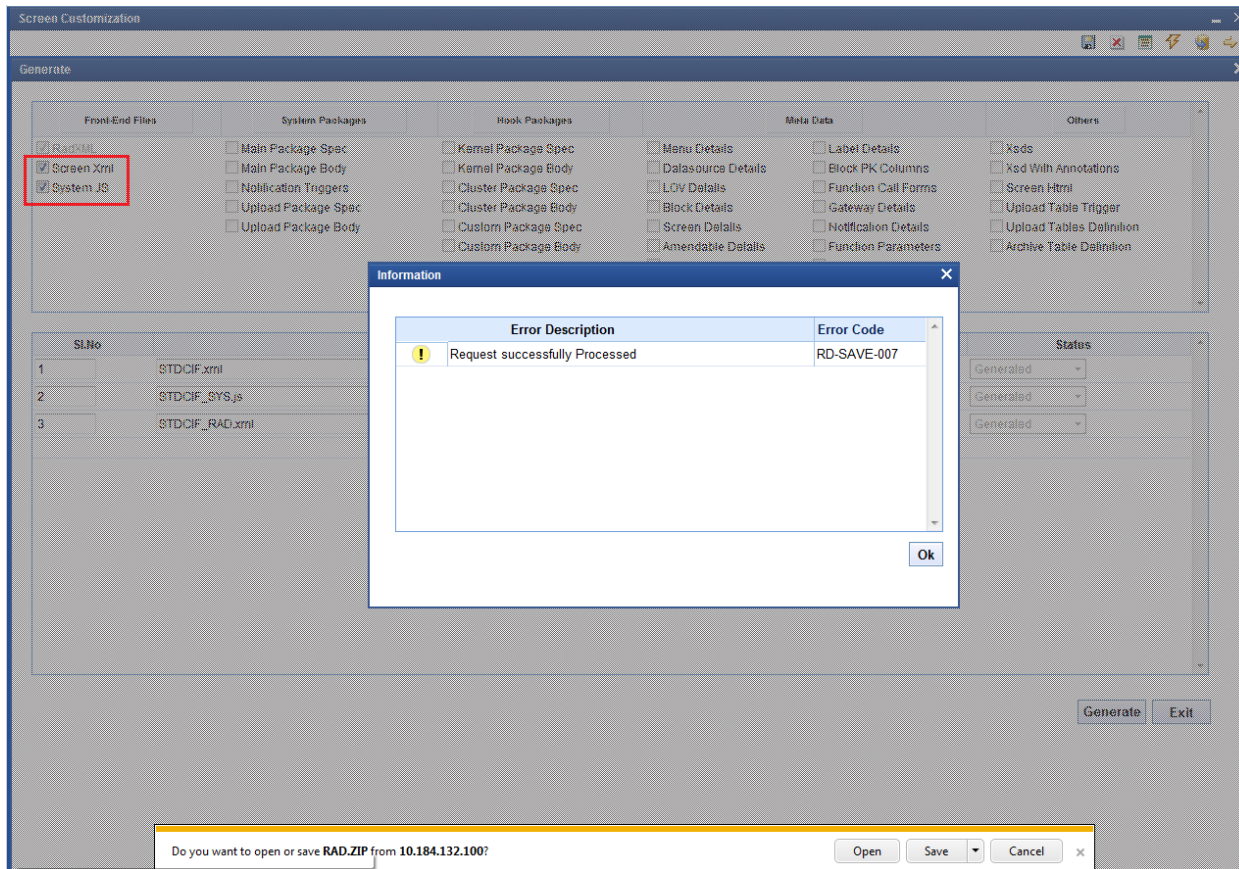 Screen Customization
Generate
Front-End Files System Packages Hook Packages Meta Data Others
RadXML Main Package Spec Kernel Package Spec Menu Details Label Details Xsds
Screen Xml Main Package Body Kernel Package Body Datasource Details Block PK Columns Xsd With Annotations
System JS Notification Triggers Cluster Package Spec LOV Details Function Call Forms Screen Html
Upload Package Spec Cluster Package Body Block Details Gateway Details Upload Table Trigger
Upload Package Body Custom Package Spec Screen Details Notification Details Upload Tables Definition
Custom Package Body Amendable Details Function Parameters Archive Table Definition
Information
Error Description Error Code
Request successfully Processed RD-SAVE-007
Ok
Sl.No Status
1 STDCIF.xml Generated
2 STDCIF_SYS.js Generated
3 STDCIF_RAD.xml Generated
Generate Exit
Do you want to open or save RAD.ZIP from 10.184.132.100? Open Save Cancel